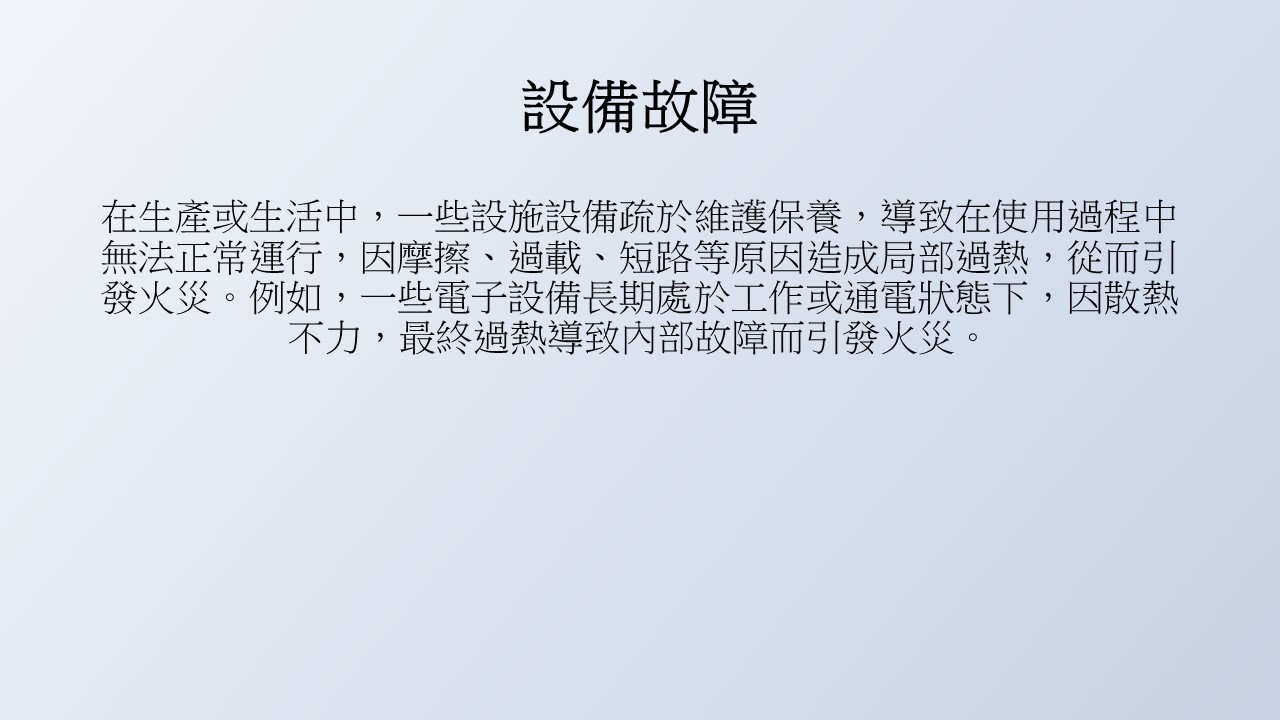 設備故障
在生產或生活中，一些設施設備疏於維護保養，導致在使用過程中
無法正常運行，因摩擦、過載、短路等原因造成局部過熱，從而引
發火災。例如，一些電子設備長期處於工作或通電狀態下，因散熱
不力，最終過熱導致內部故障而引發火災。